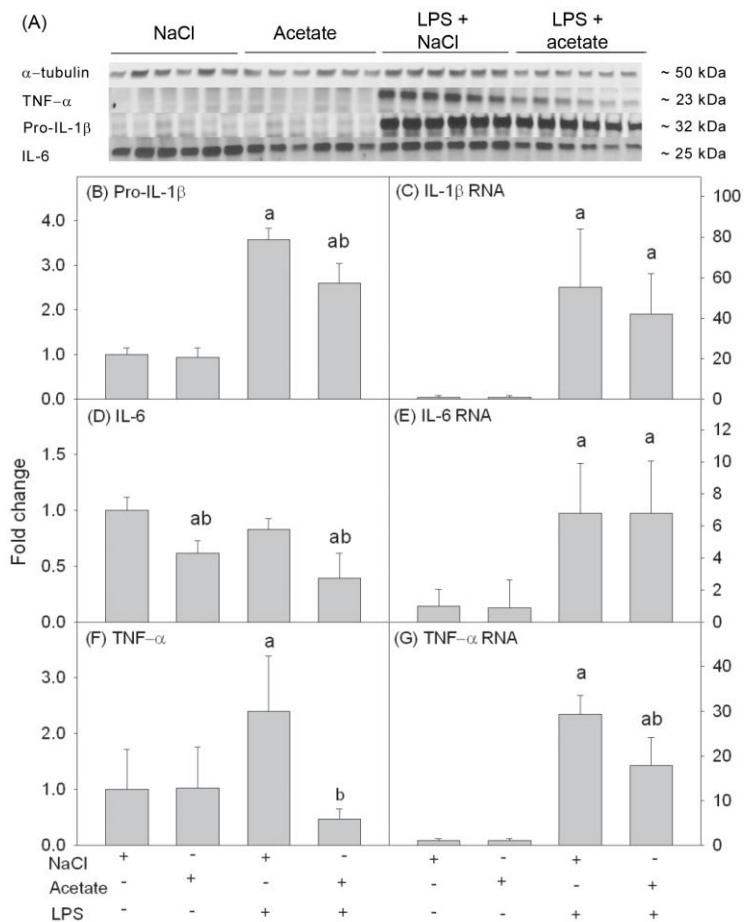 (A)
NaCl
Acetate
LPS +
NaCl
LPS +
acetate
α−tubulin
~ 50 kDa
TNF−α
~ 23 kDa
Pro-IL-1β
~ 32 kDa
IL-6
~ 25 kDa
(B) Pro-IL-1β
a
ab
4.0
3.0
2.0
1.0
0.0
(C) IL-1β RNA
a
a
100
80
60
40
20
0
(D) IL-6
ab
ab
1.5
1.0
0.5
0.0
(E) IL-6 RNA
a
a
12
10
8
6
4
2
0
Fold change
(F) TNF−α
a
b
3.0
2.0
1.0
0.0
(G) TNF−α RNA
a
ab
40
30
20
10
0
NaCl + - + - + - + -
Acetate - + - + - + - +
LPS - - + + - - + +